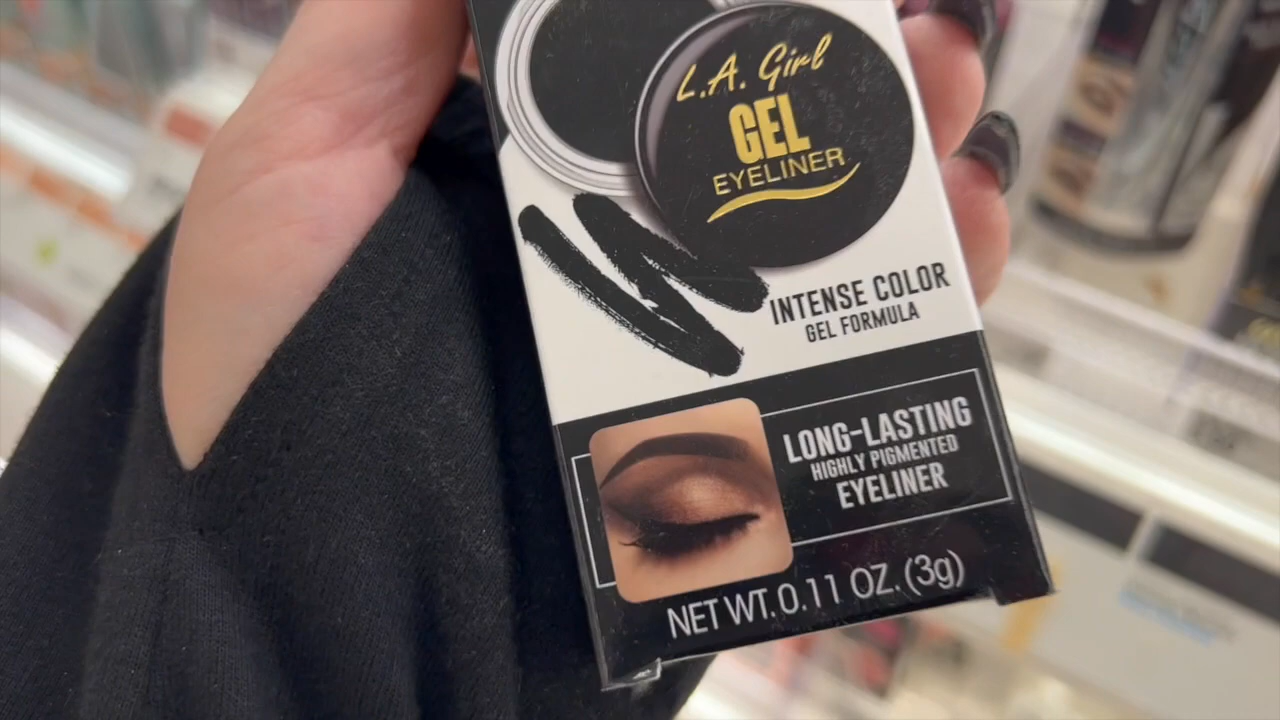 L.A. Girl
GEL
EYELINER
INTENSE COLOR
GEL FORMULA
LONG-LASTING
HIGHLY PIGMENTED
EYELINER
NET WT. 0.11 OZ. (3g)